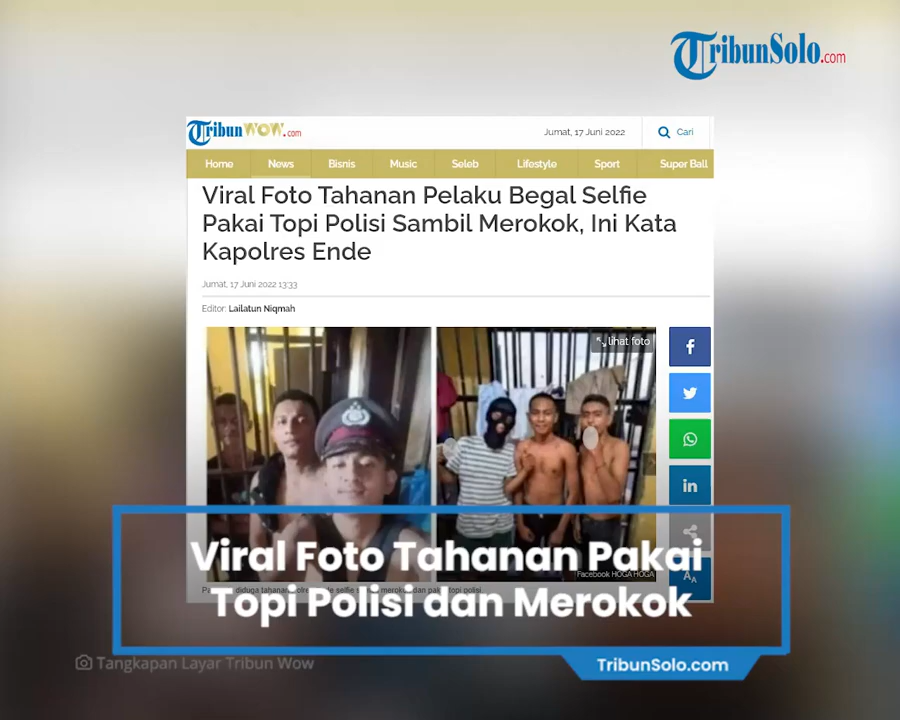 TribunSolo.com
TribunWOW.com
Jumat, 17 Juni 2022
Cari
Home News Bisnis Music Seleb Lifestyle Sport Super Ball
Viral Foto Tahanan Pelaku Begal Selfie
Pakai Topi Polisi Sambil Merokok, Ini Kata
Kapolres Ende
Jumat, 17 Juni 2022 13:33
Editor: Lailatun Niqmah
lihat foto
f
in
Facebook HOGA HOGA
AA
Viral Foto Tahanan Pakai
Topi Polisi dan Merokok
Tangkapan Layar Tribun Wow
TribunSolo.com